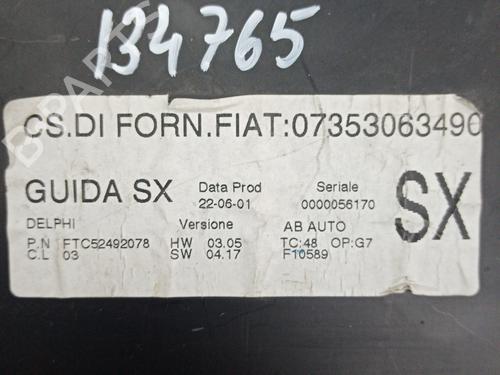 134765
CS.DI FORN.FIAT:07353063490
GUIDA SX Data Prod Seriale SX
22-06-01 0000056170
DELPHI Versione AB AUTO
P.N FTC52492078 HW 03.05 TC:48 OP:G7
C.L 03 SW 04.17 F10589
B-PARTS